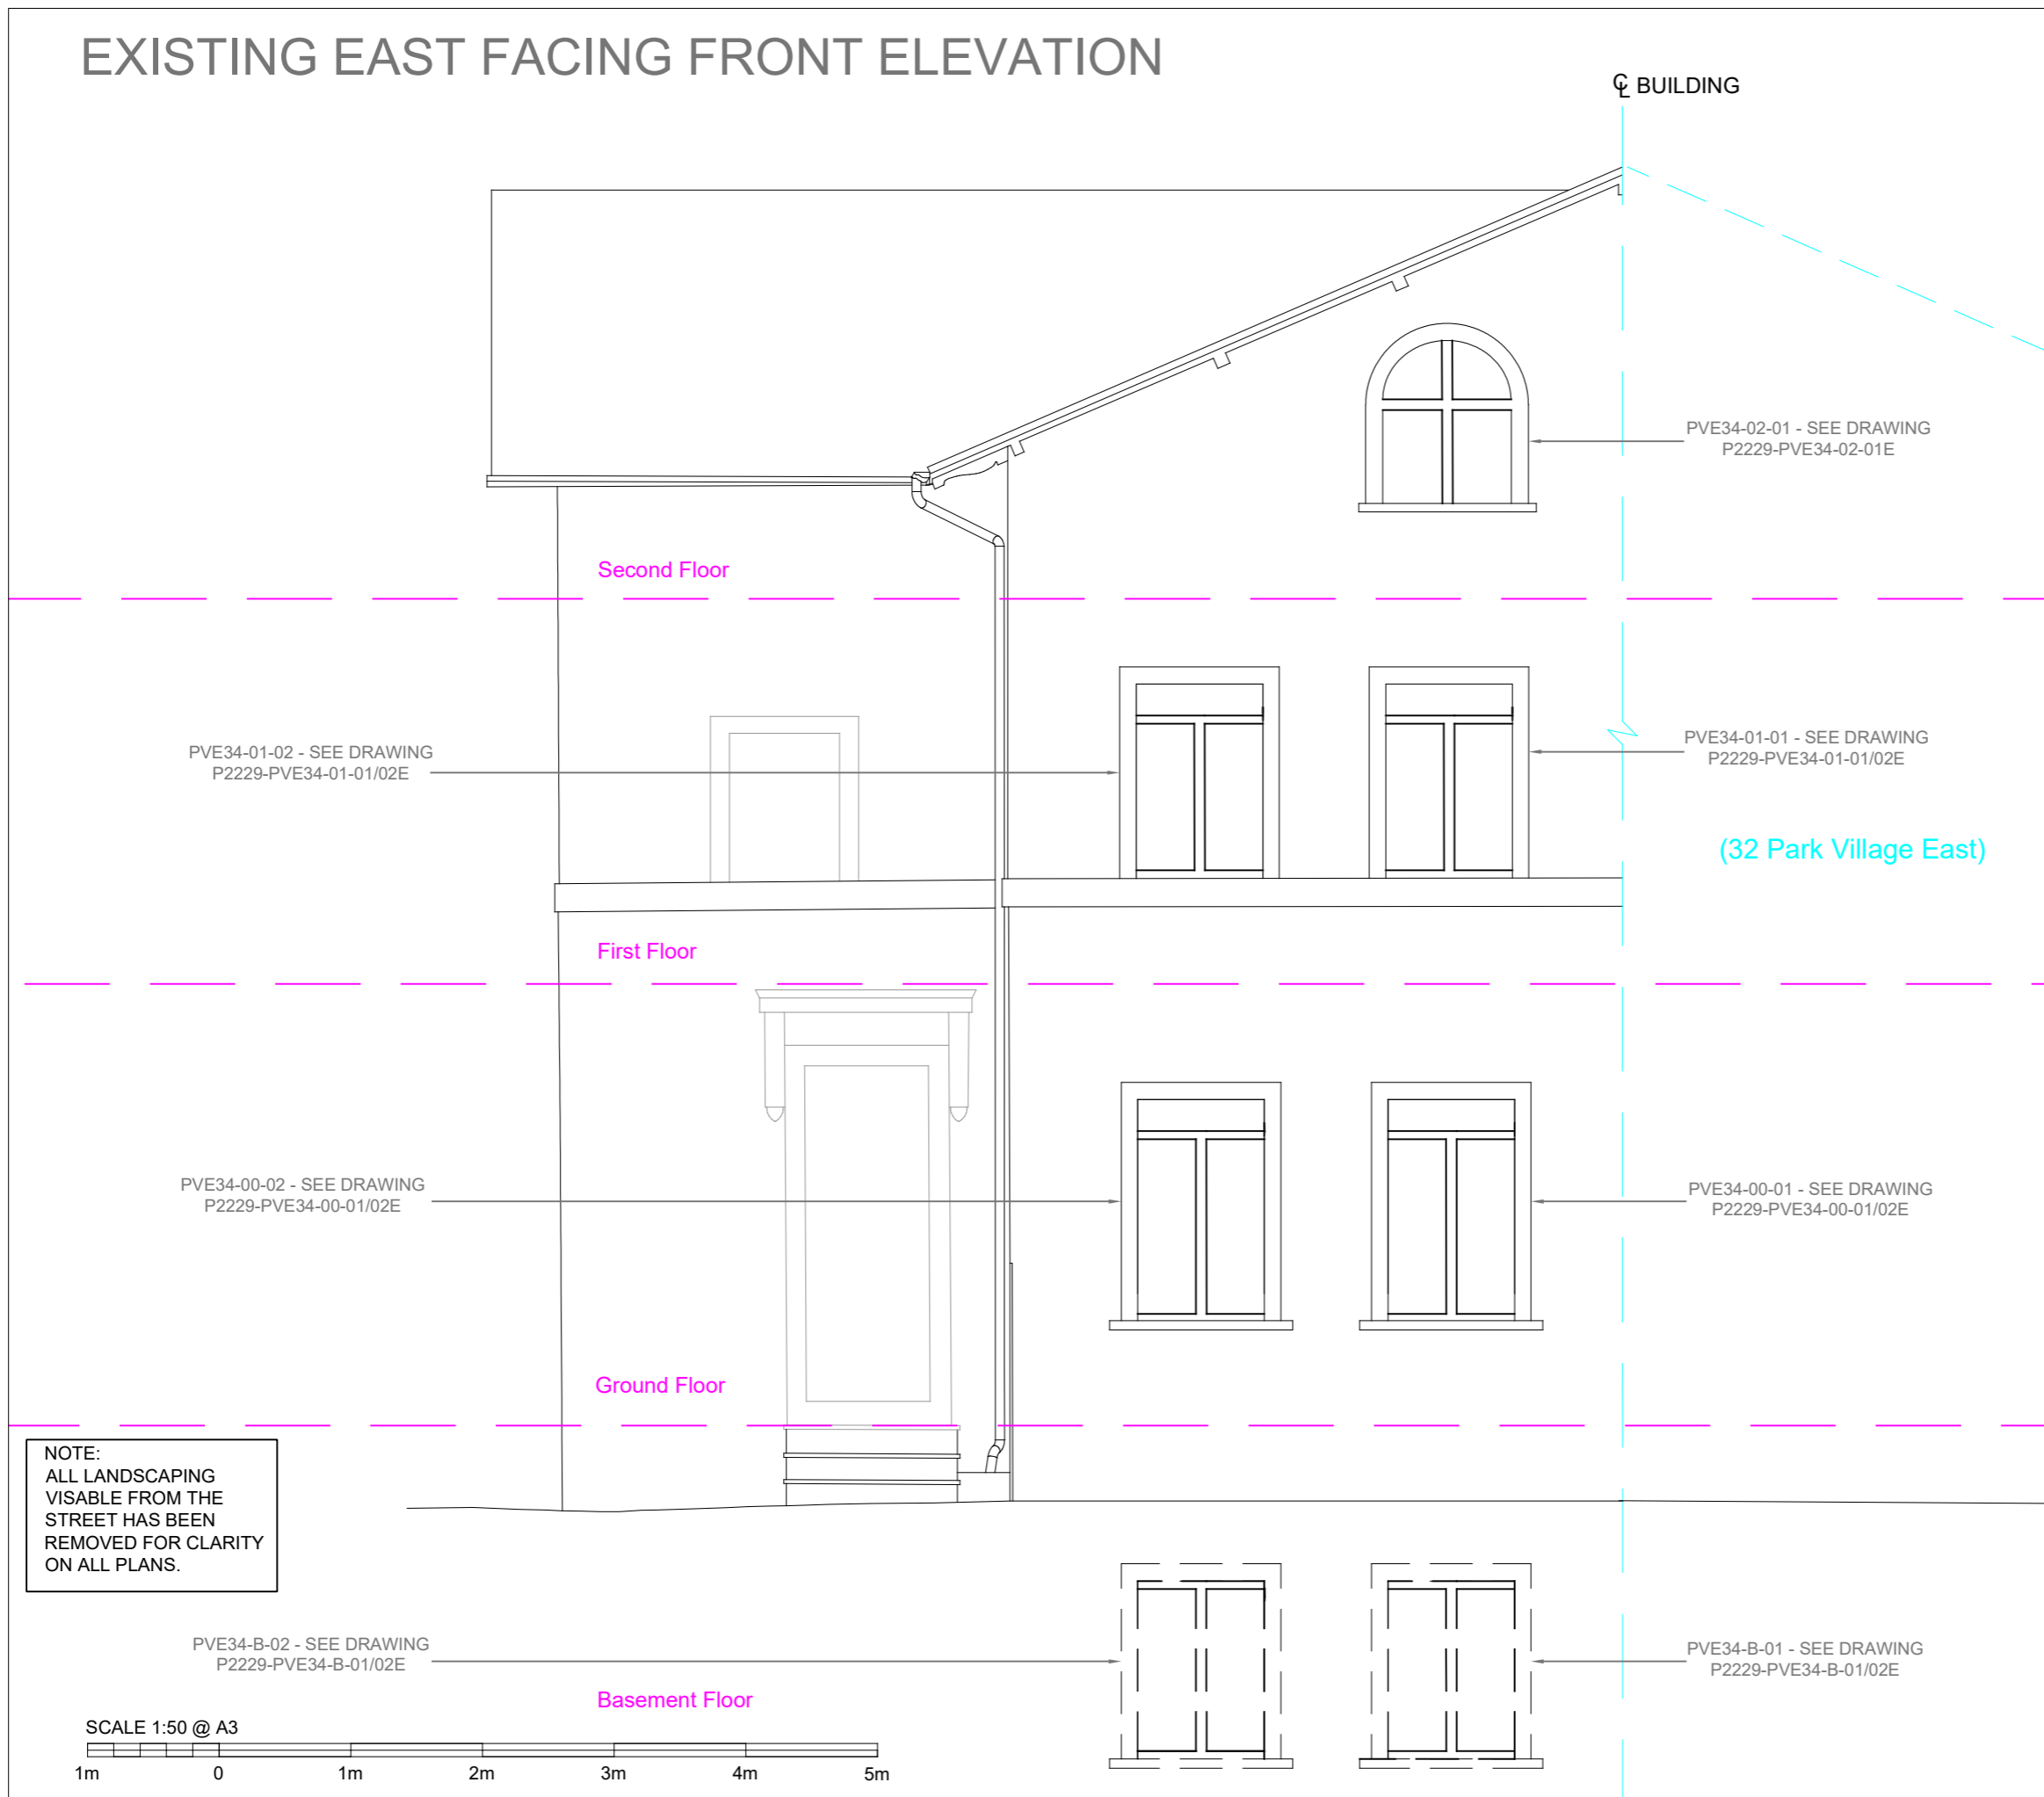 EXISTING EAST FACING FRONT ELEVATION
℄ BUILDING
PVE34-02-01 - SEE DRAWING
P2229-PVE34-02-01E
Second Floor
PVE34-01-02 - SEE DRAWING
P2229-PVE34-01-01/02E
PVE34-01-01 - SEE DRAWING
P2229-PVE34-01-01/02E
(32 Park Village East)
First Floor
PVE34-00-02 - SEE DRAWING
P2229-PVE34-00-01/02E
PVE34-00-01 - SEE DRAWING
P2229-PVE34-00-01/02E
Ground Floor
NOTE:
ALL LANDSCAPING
VISABLE FROM THE
STREET HAS BEEN
REMOVED FOR CLARITY
ON ALL PLANS.
PVE34-B-02 - SEE DRAWING
P2229-PVE34-B-01/02E
PVE34-B-01 - SEE DRAWING
P2229-PVE34-B-01/02E
Basement Floor
SCALE 1:50 @ A3
1m 0 1m 2m 3m 4m 5m